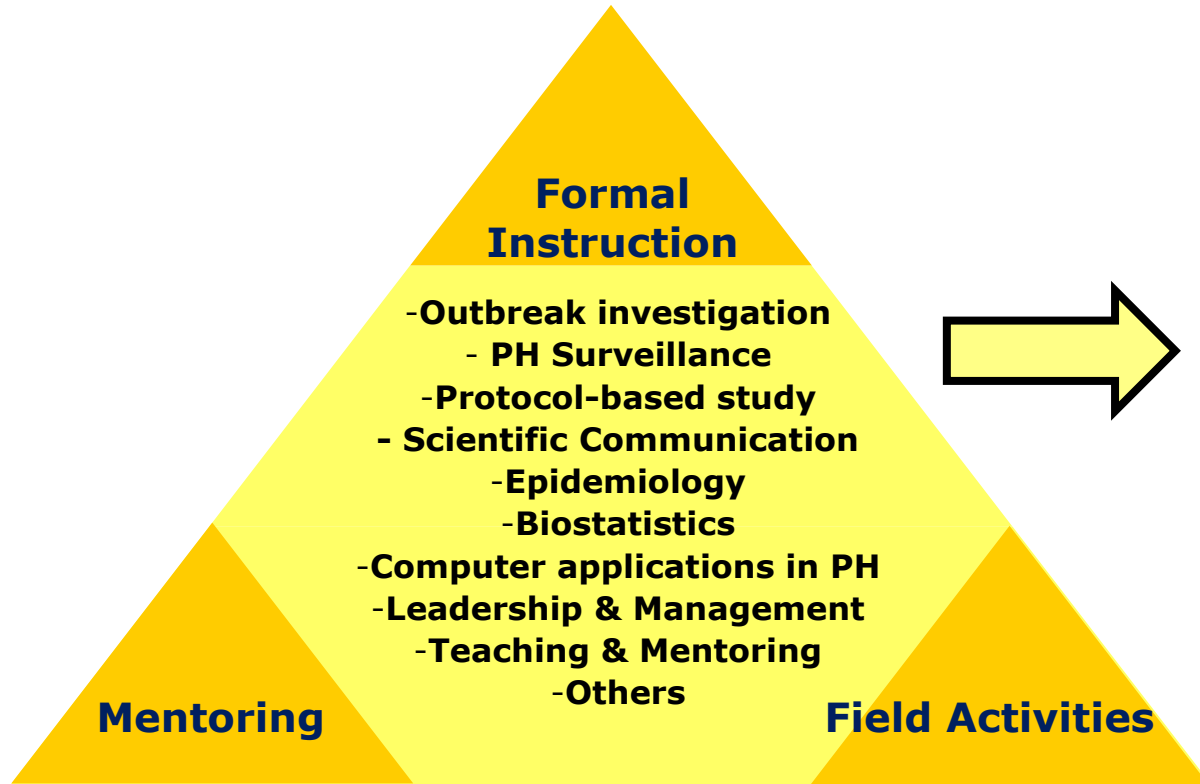 Formal
Instruction
-Outbreak investigation
- PH Surveillance
-Protocol-based study
- Scientific Communication
-Epidemiology
-Biostatistics
-Computer applications in PH
-Leadership & Management
-Teaching & Mentoring
-Others
Mentoring
Field Activities